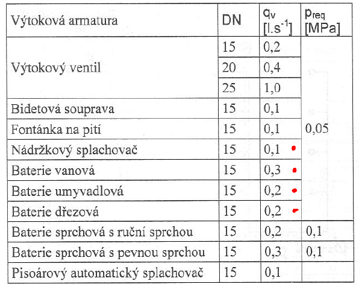 Výtoková armatura DN qv preq
[l.s-1] [MPa]
15 0,2
Výtokový ventil 20 0,4
25 1,0
Bidetová souprava 15 0,1
Fontánka na pití 15 0,1 0,05
Nádržkový splachovač 15 0,1
Baterie vanová 15 0,3
Baterie umyvadlová 15 0,2
Baterie dřezová 15 0,2
Baterie sprchová s ruční sprchou 15 0,2 0,1
Baterie sprchová s pevnou sprchou 15 0,3 0,1
Pisoárový automatický splachovač 15 0,1